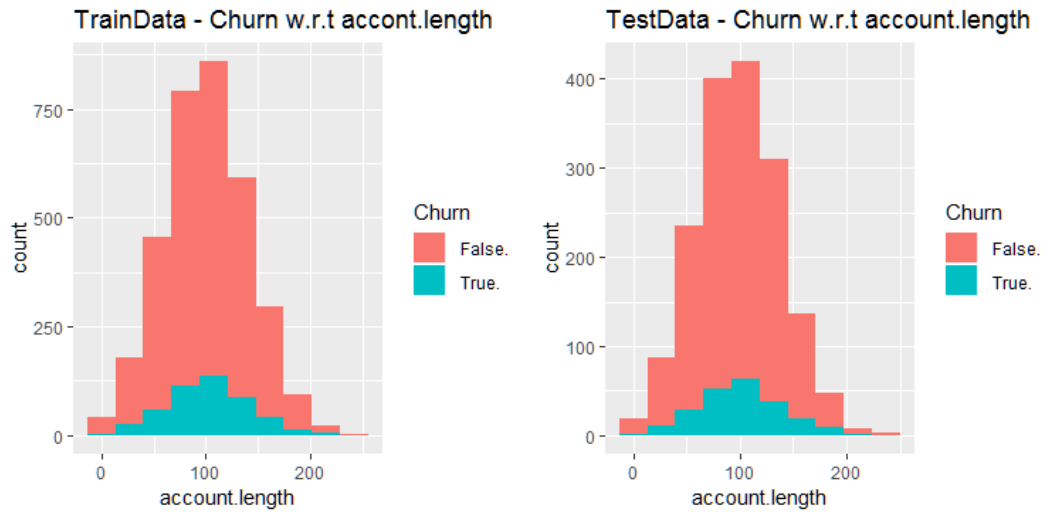 TrainData - Churn w.r.t accont.length
count
750
500
250
0
0 100 200
account.length
Churn
False.
True.
TestData - Churn w.r.t account.length
count
400
300
200
100
0
0 100 200
account.length
Churn
False.
True.